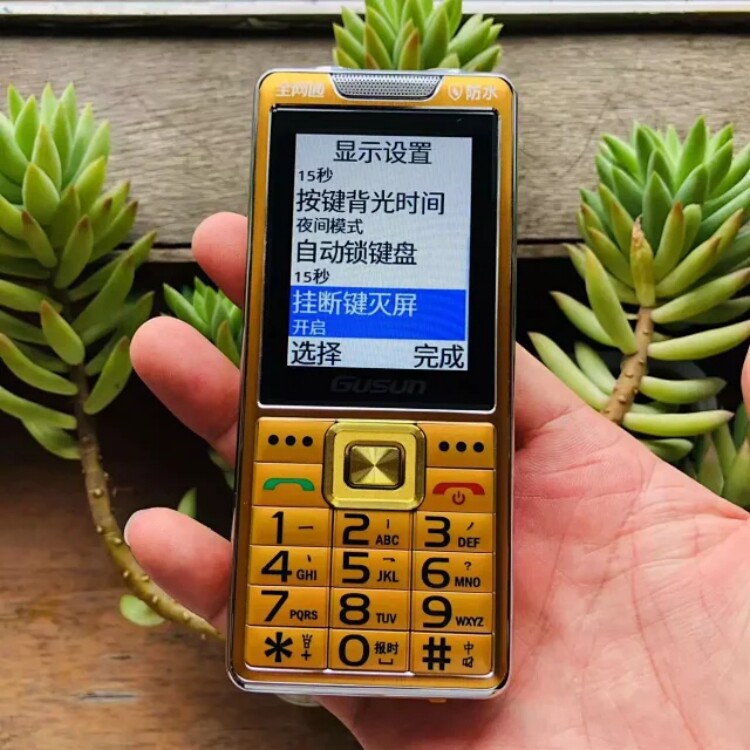 全网通 防水
显示设置
15秒
按键背光时间
夜间模式
自动锁键盘
15秒
挂断键灭屏
开启
选择 完成
Gusun
1 2 ABC 3 DEF
4 GHI 5 JKL 6 MNO
7 PQRS 8 TUV 9 WXYZ
* + 0 报时 # 中